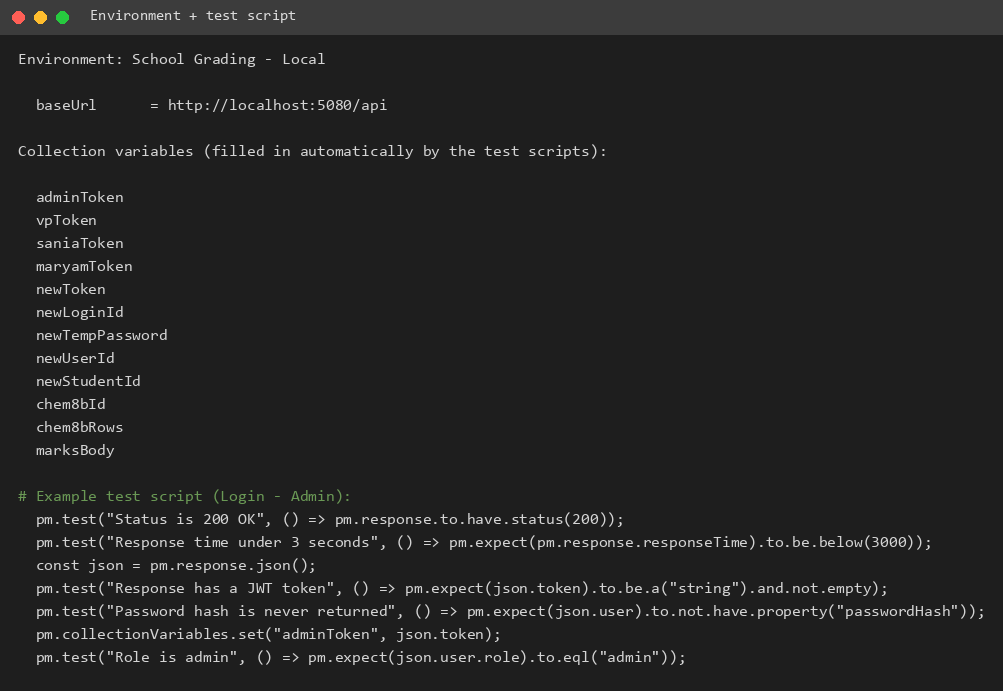 Environment + test script
Environment: School Grading - Local
baseUrl      = http://localhost:5080/api
Collection variables (filled in automatically by the test scripts):
adminToken
vpToken
saniaToken
maryamToken
newToken
newLoginId
newTempPassword
newUserId
newStudentId
chem8bId
chem8bRows
marksBody
# Example test script (Login - Admin):
pm.test("Status is 200 OK", () => pm.response.to.have.status(200));
pm.test("Response time under 3 seconds", () => pm.expect(pm.response.responseTime).to.be.below(3000));
const json = pm.response.json();
pm.test("Response has a JWT token", () => pm.expect(json.token).to.be.a("string").and.not.empty);
pm.test("Password hash is never returned", () => pm.expect(json.user).to.not.have.property("passwordHash"));
pm.collectionVariables.set("adminToken", json.token);
pm.test("Role is admin", () => pm.expect(json.user.role).to.eql("admin"));